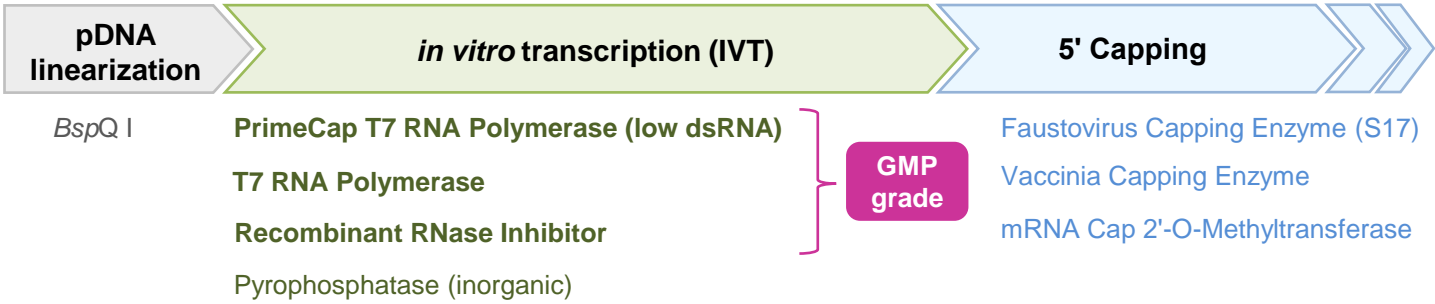 pDNA
linearization
in vitro transcription (IVT)
5' Capping
BspQ I
PrimeCap T7 RNA Polymerase (low dsRNA)
T7 RNA Polymerase
Recombinant RNase Inhibitor
Pyrophosphatase (inorganic)
GMP
grade
Faustovirus Capping Enzyme (S17)
Vaccinia Capping Enzyme
mRNA Cap 2'-O-Methyltransferase